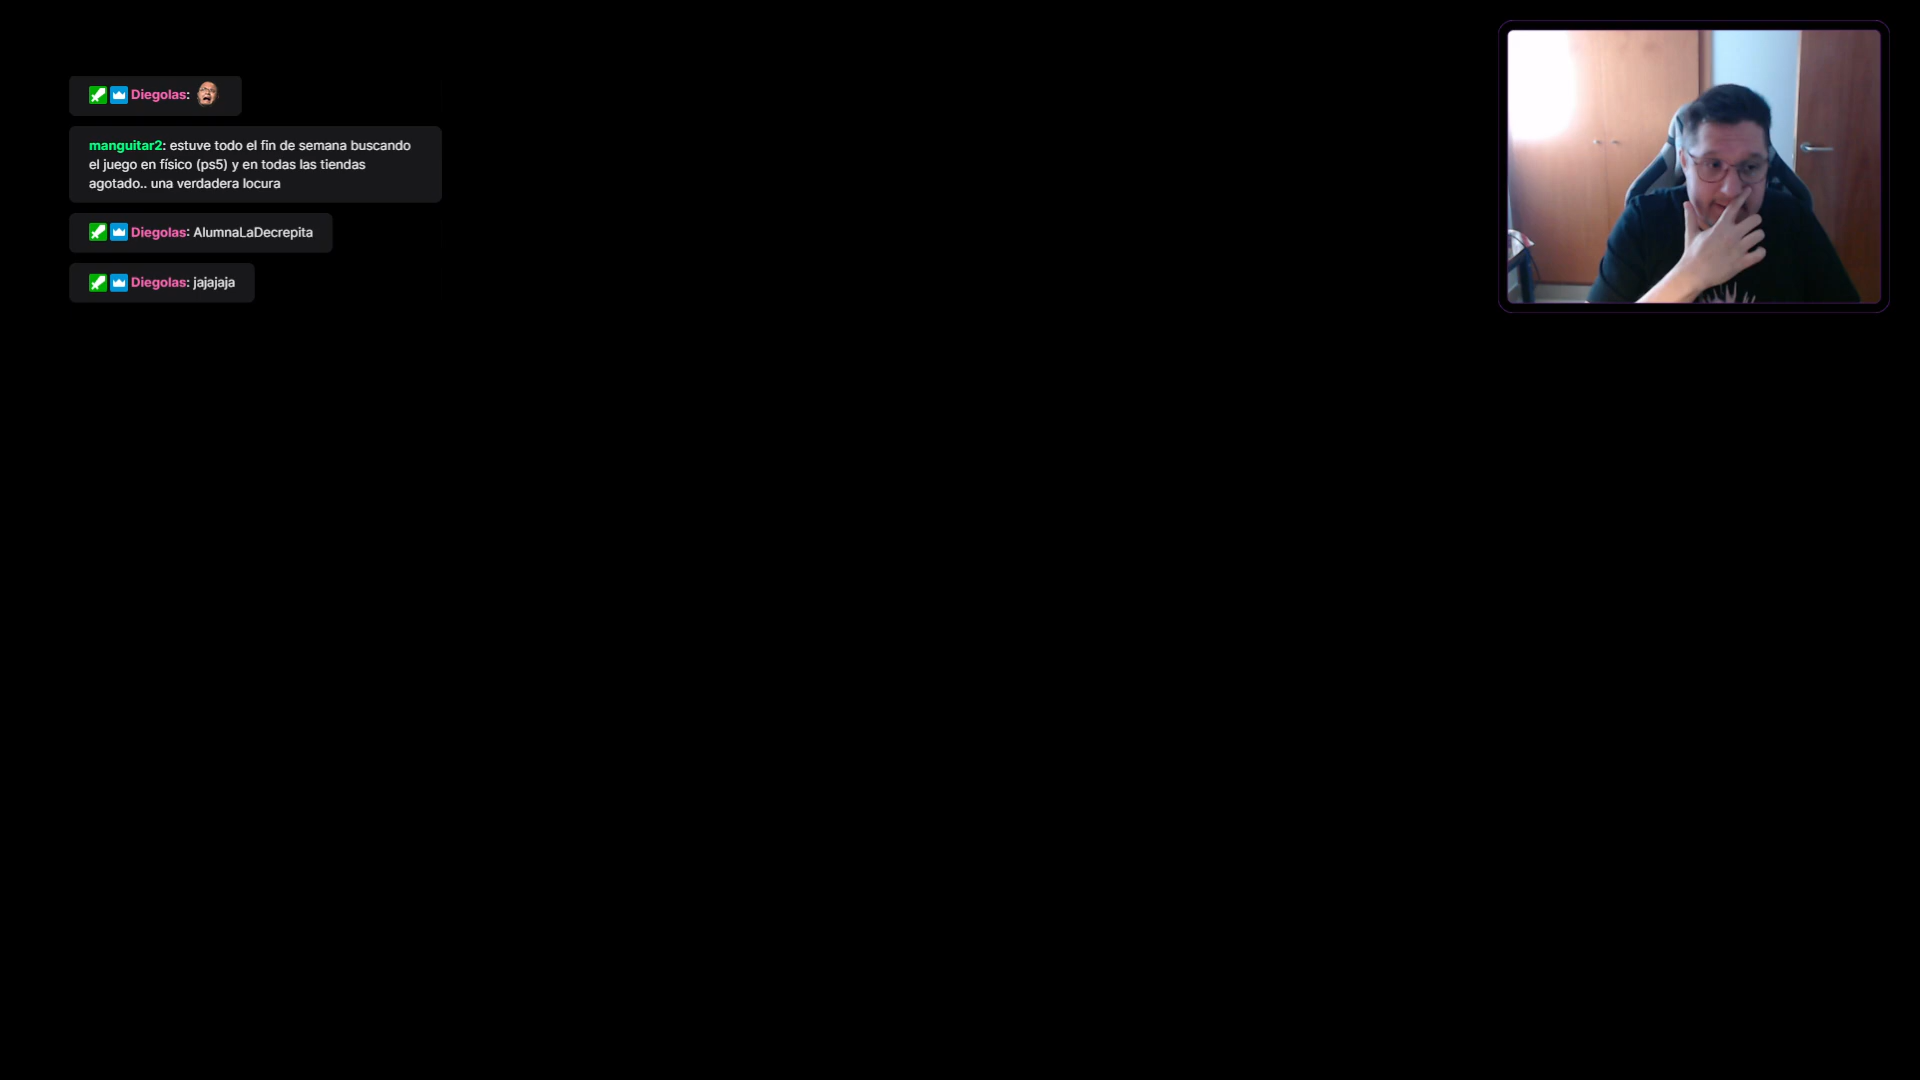 Diegolas:
manguitar2: estuve todo el fin de semana buscando
el juego en físico (ps5) y en todas las tiendas
agotado.. una verdadera locura
Diegolas: AlumnaLaDecrepita
Diegolas: jajajaja